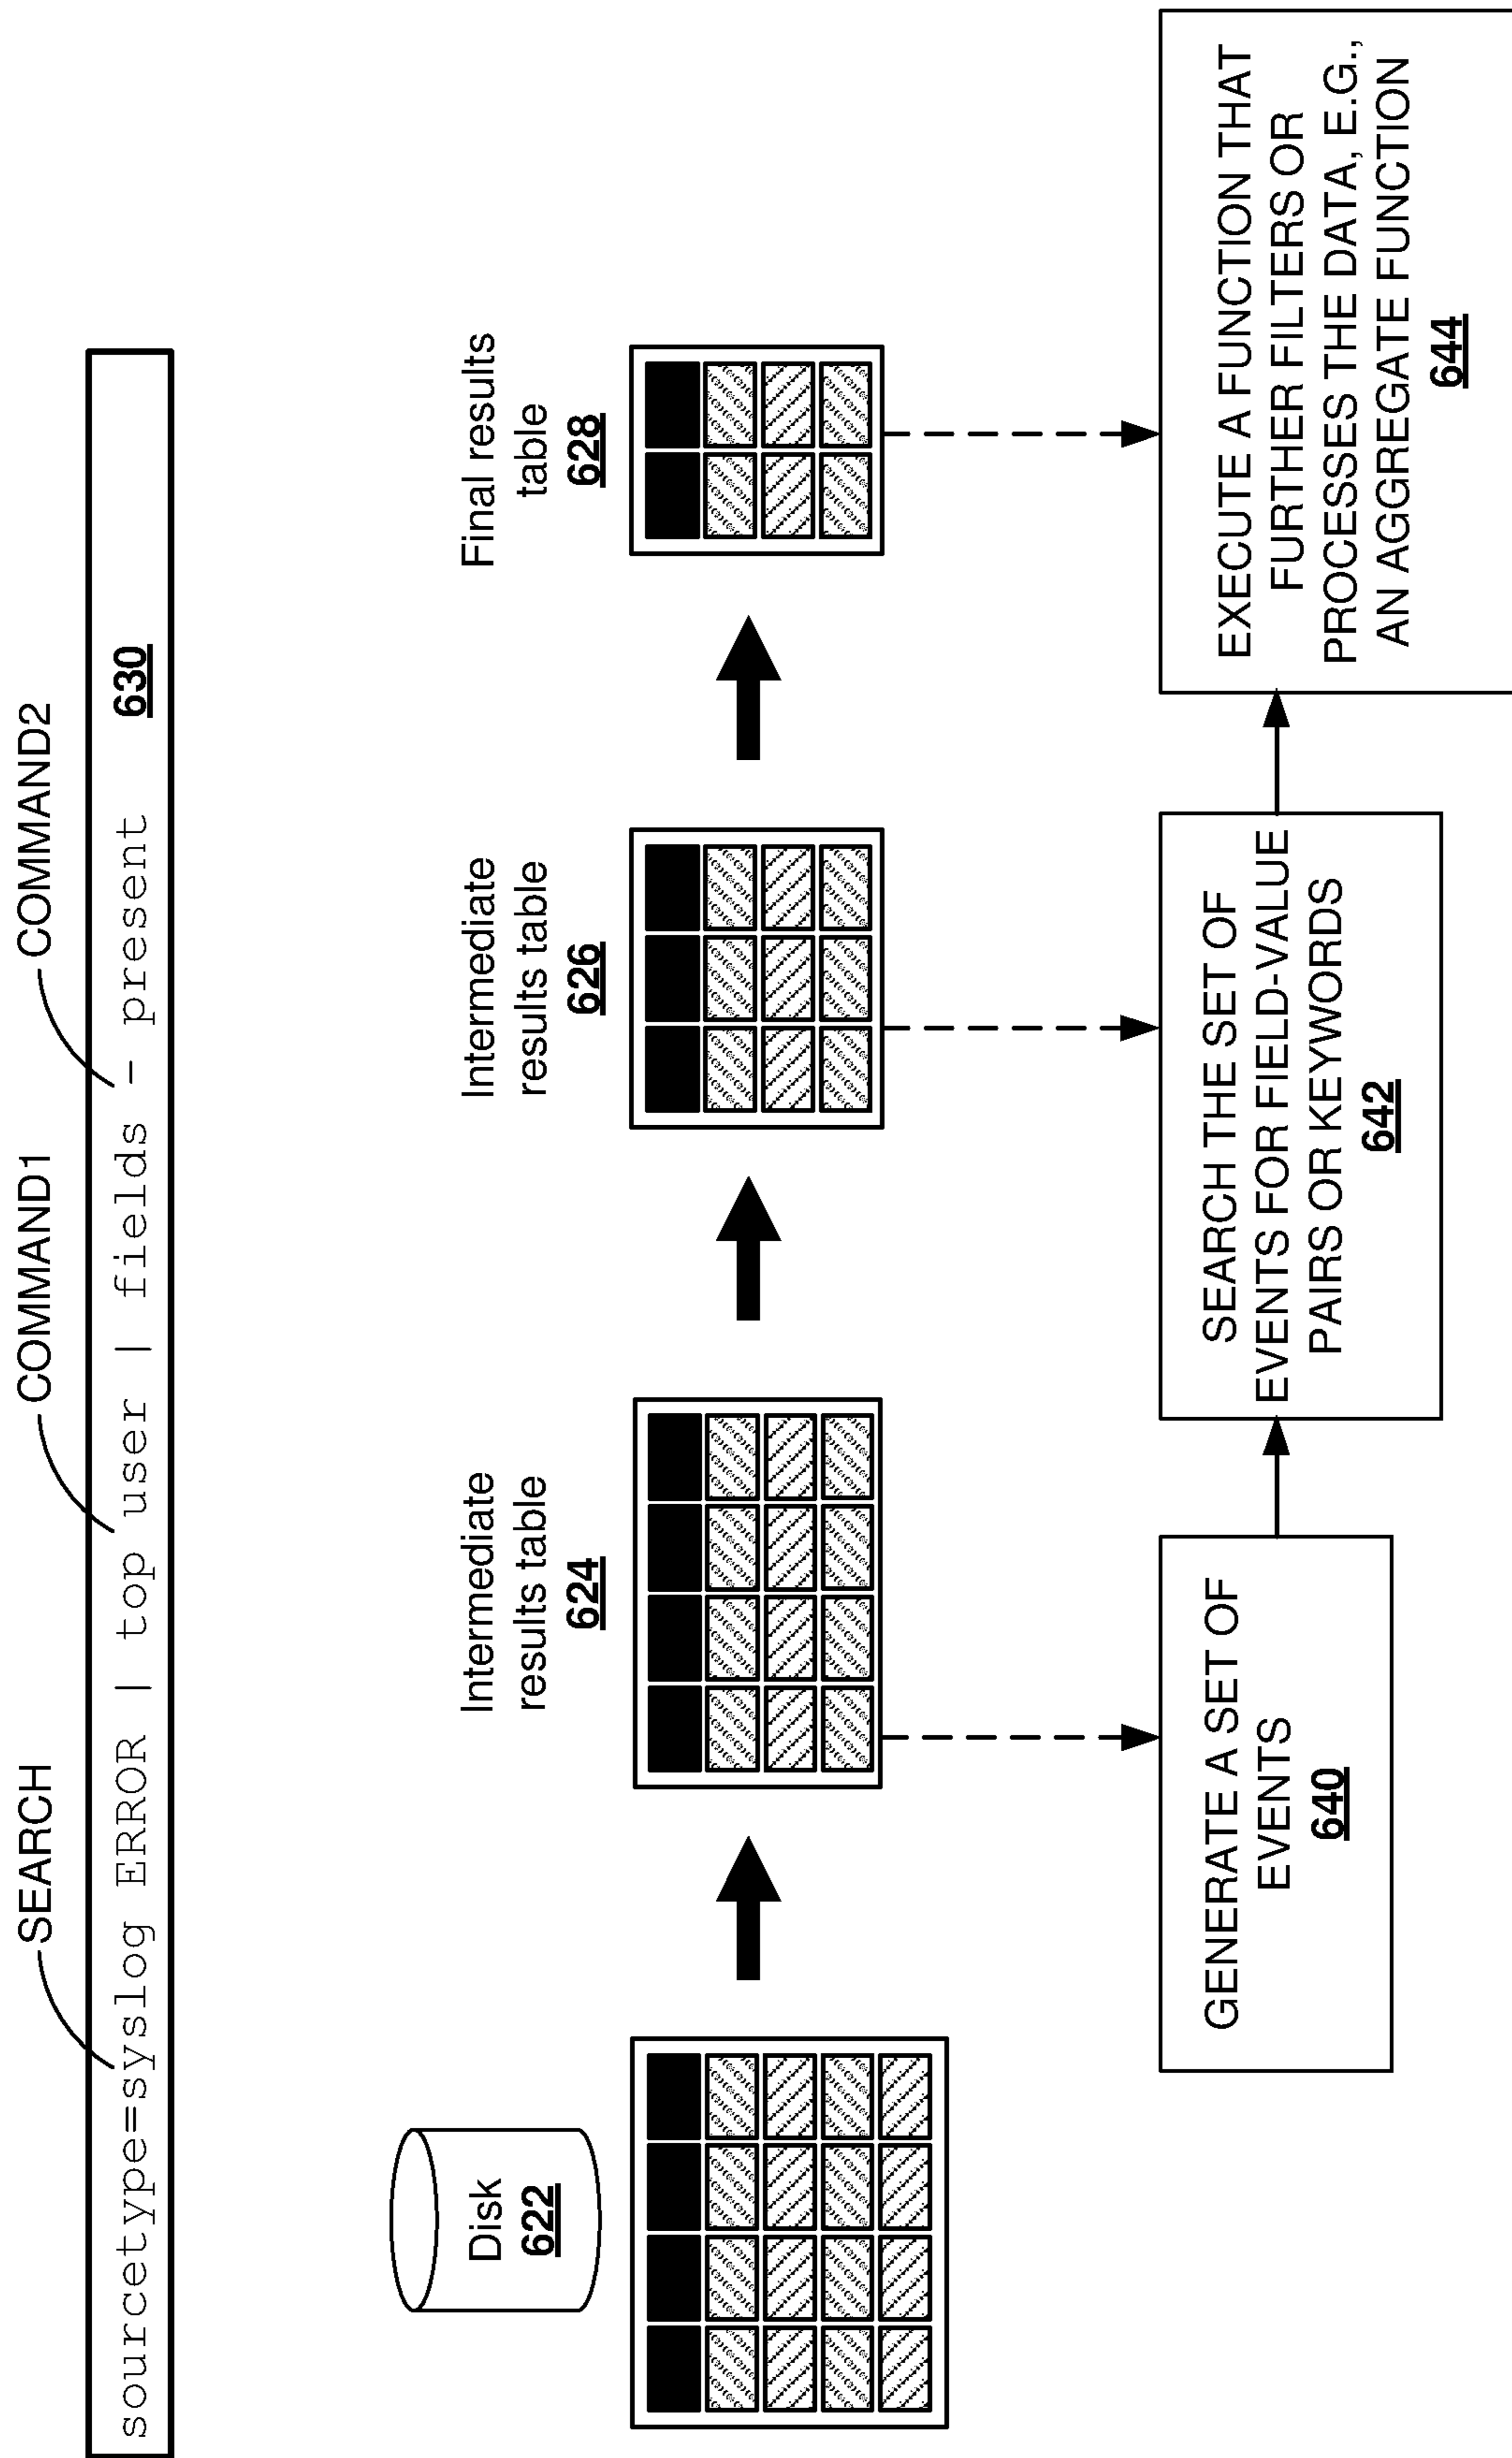 SEARCH
COMMAND1
COMMAND2
sourcetype=syslog ERROR | top user | fields – present 630
Disk
622
Intermediate
results table
624
Intermediate
results table
626
Final results
table
628
GENERATE A SET OF
EVENTS
640
SEARCH THE SET OF
EVENTS FOR FIELD-VALUE
PAIRS OR KEYWORDS
642
EXECUTE A FUNCTION THAT
FURTHER FILTERS OR
PROCESSES THE DATA, E.G.,
AN AGGREGATE FUNCTION
644